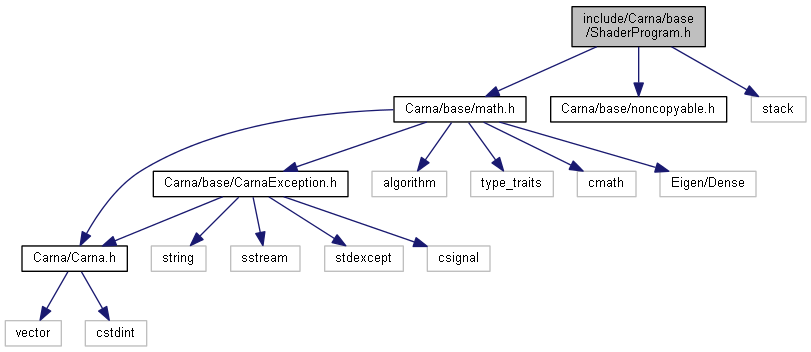 include/Carna/base
/ShaderProgram.h
Carna/base/math.h
Carna/base/noncopyable.h
stack
Carna/base/CarnaException.h
algorithm
type_traits
cmath
Eigen/Dense
Carna/Carna.h
string
sstream
stdexcept
csignal
vector
cstdint